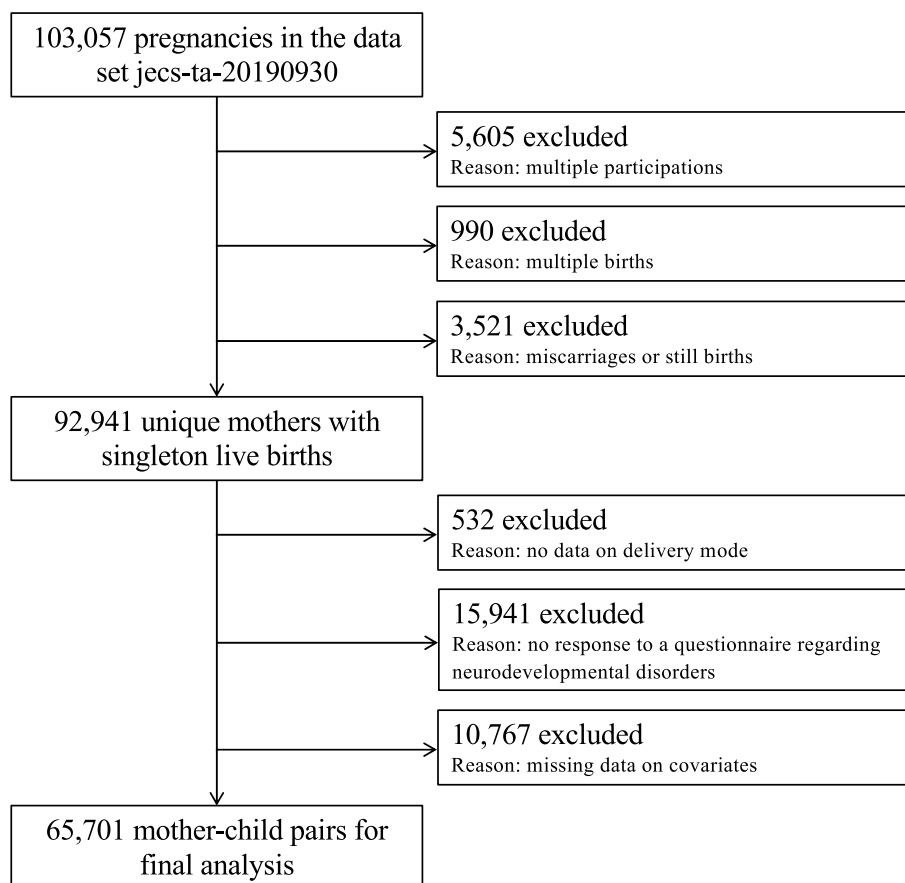 103,057 pregnancies in the data
set jecs-ta-20190930
5,605 excluded
Reason: multiple participations
990 excluded
Reason: multiple births
3,521 excluded
Reason: miscarriages or still births
92,941 unique mothers with
singleton live births
532 excluded
Reason: no data on delivery mode
15,941 excluded
Reason: no response to a questionnaire regarding
neurodevelopmental disorders
10,767 excluded
Reason: missing data on covariates
65,701 mother-child pairs for
final analysis